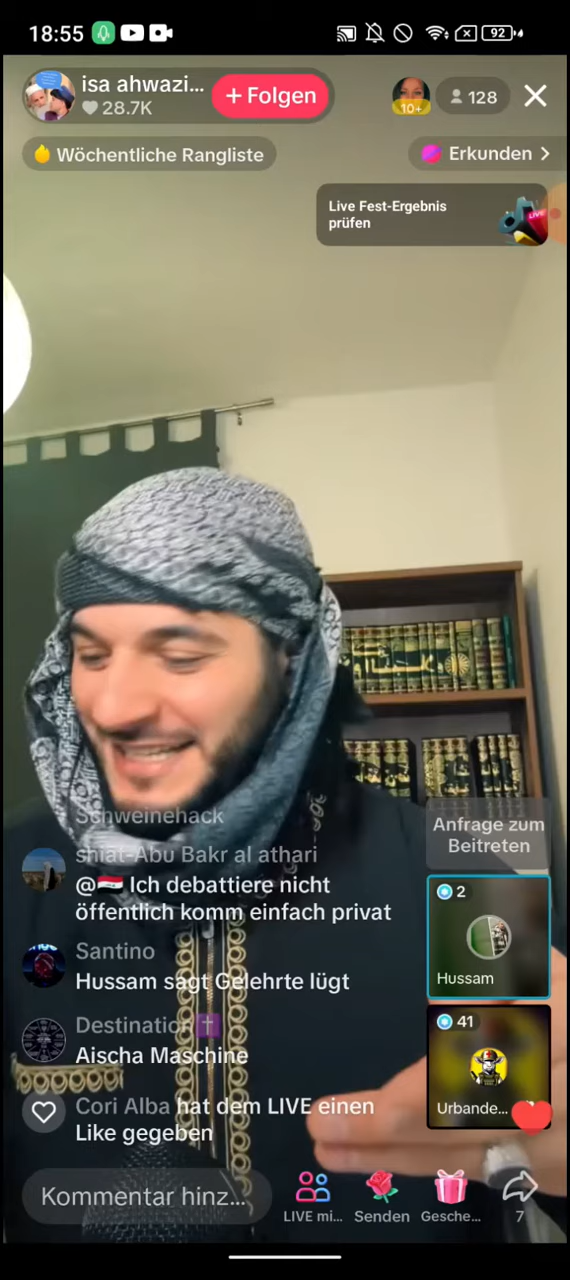 18:55
92
isa ahwazi...
28.7K
+ Folgen
10+
128
Wöchentliche Rangliste
Erkunden >
Live Fest-Ergebnis
prüfen
LIVE
Schweinehack
shiat-Abu Bakr al athari
@🇮🇶 Ich debattiere nicht
öffentlich komm einfach privat
Santino
Hussam sagt Gelehrte lügt
Destination✝️
Aischa Maschine
Cori Alba hat dem LIVE einen
Like gegeben
Anfrage zum
Beitreten
2
Hussam
41
Urbande...
Kommentar hinz...
LIVE mi...
Senden
Gesche...
7